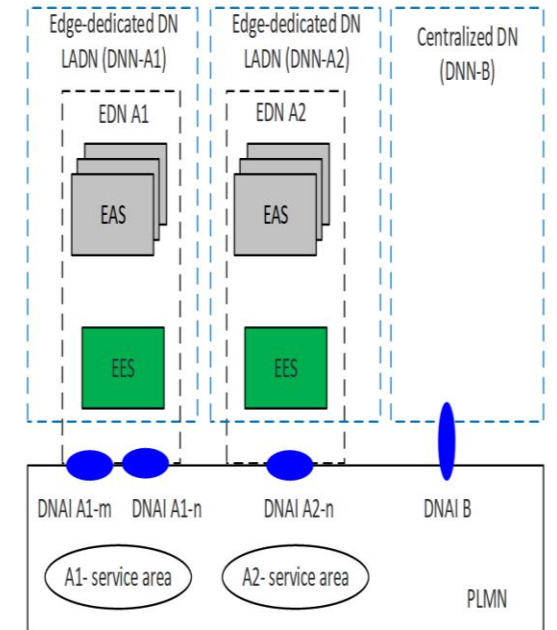 Edge-dedicated DN
LADN (DNN-A1)
Edge-dedicated DN
LADN (DNN-A2)
Centralized DN
(DNN-B)
EDN A1
EDN A2
EAS
EAS
EES
EES
DNAI A1-m
DNAI A1-n
DNAI A2-n
DNAI B
A1- service area
A2- service area
PLMN